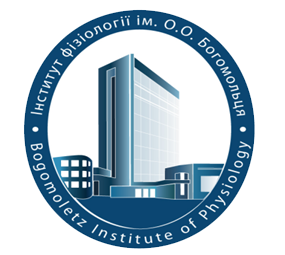 Інститут фізіології ім. О.О. Богомольця
Bogomoletz Institute of Physiology